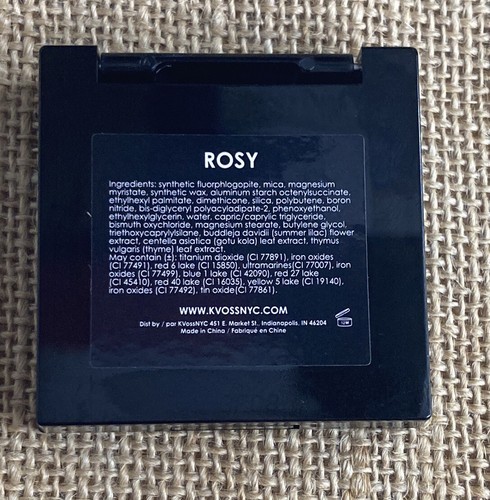 ROSY
Ingredients: synthetic fluorphlogopite, mica, magnesium
myristate, synthetic wax, aluminum starch octenylsuccinate,
ethylhexyl palmitate, dimethicone, silica, polybutene, boron
nitride, bis-diglyceryl polyacyladipate-2, phenoxyethanol,
ethylhexylglycerin, water, capric/caprylic triglyceride,
bismuth oxychloride, magnesium stearate, butylene glycol,
triethoxycaprylylsilane, buddleja davidii (summer lilac) flower
extract, centella asiatica (gotu kola) leaf extract, thymus
vulgaris (thyme) leaf extract.
May contain (±): titanium dioxide (CI 77891), iron oxides
(CI 77491), red 6 lake (CI 15850), ultramarines(CI 77007), iron
oxides (CI 77499), blue 1 lake (CI 42090), red 27 lake
(CI 45410), red 40 lake (CI 16035), yellow 5 lake (CI 19140),
iron oxides (CI 77492), tin oxide(CI 77861).
WWW.KVOSSNYC.COM
Dist by / par KVossNYC 451 E. Market St., Indianapolis, IN 46204
Made in China / Fabriqué en Chine